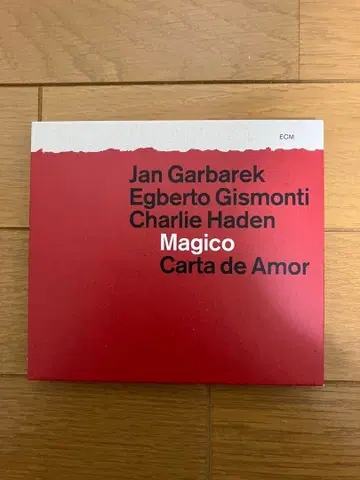 ECM
Jan Garbarek
Egberto Gismonti
Charlie Haden
Magico
Carta de Amor